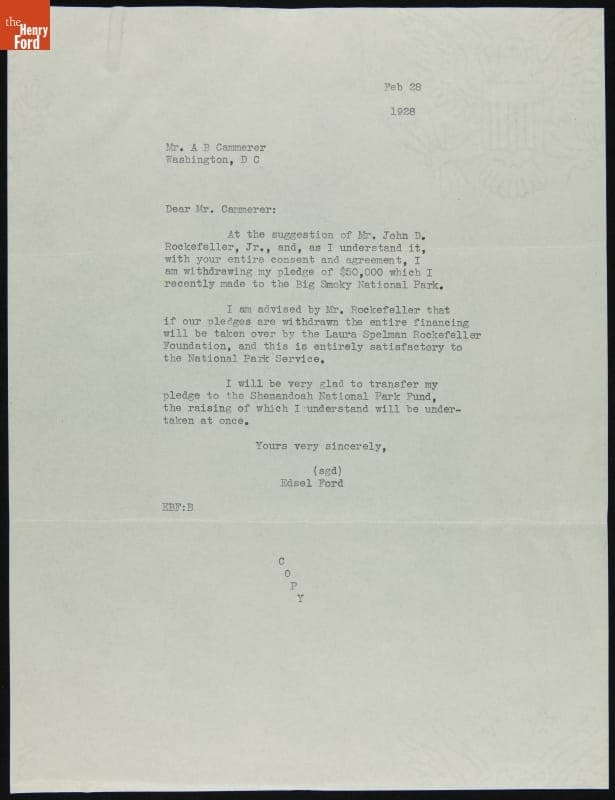 the
Henry
Ford
Feb 28
1928
Mr. A B Cammerer
Washington, D C
Dear Mr. Cammerer:
At the suggestion of Mr. John D.
Rockefeller, Jr., and, as I understand it,
with your entire consent and agreement, I
am withdrawing my pledge of $50,000 which I
recently made to the Big Smoky National Park.
I am advised by Mr. Rockefeller that
if our pledges are withdrawn the entire financing
will be taken over by the Laura Spelman Rockefeller
Foundation, and this is entirely satisfactory to
the National Park Service.
I will be very glad to transfer my
pledge to the Shenandoah National Park Fund,
the raising of which I understand will be under-
taken at once.
Yours very sincerely,
(sgd)
Edsel Ford
EBF:B
C
O
P
Y